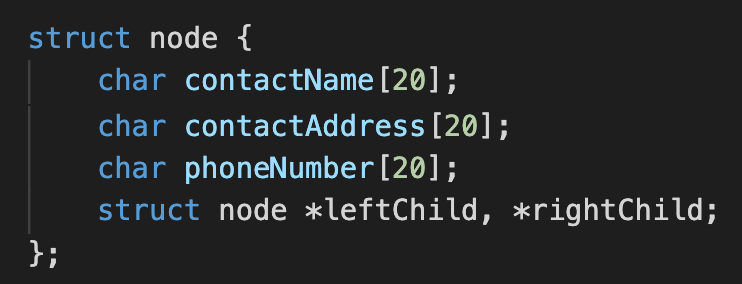 struct node {
    char contactName[20];
    char contactAddress[20];
    char phoneNumber[20];
    struct node *leftChild, *rightChild;
};